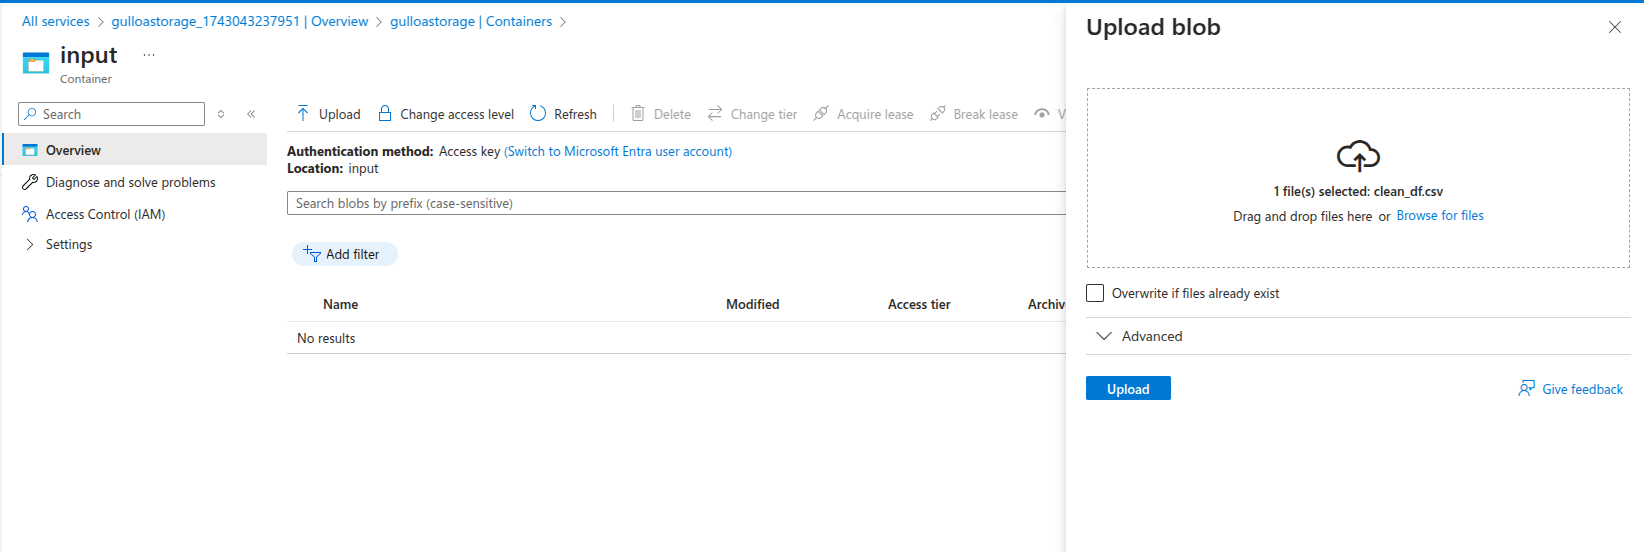 All services > gulloastorage_1743043237951 | Overview > gulloastorage | Containers >
input ...
Container
Search
Overview
Diagnose and solve problems
Access Control (IAM)
Settings
Upload Change access level Refresh Delete Change tier Acquire lease Break lease V
Authentication method: Access key (Switch to Microsoft Entra user account)
Location: input
Search blobs by prefix (case-sensitive)
Add filter
Name Modified Access tier Archiv
No results
Upload blob
1 file(s) selected: clean_df.csv
Drag and drop files here or Browse for files
Overwrite if files already exist
Advanced
Upload Give feedback